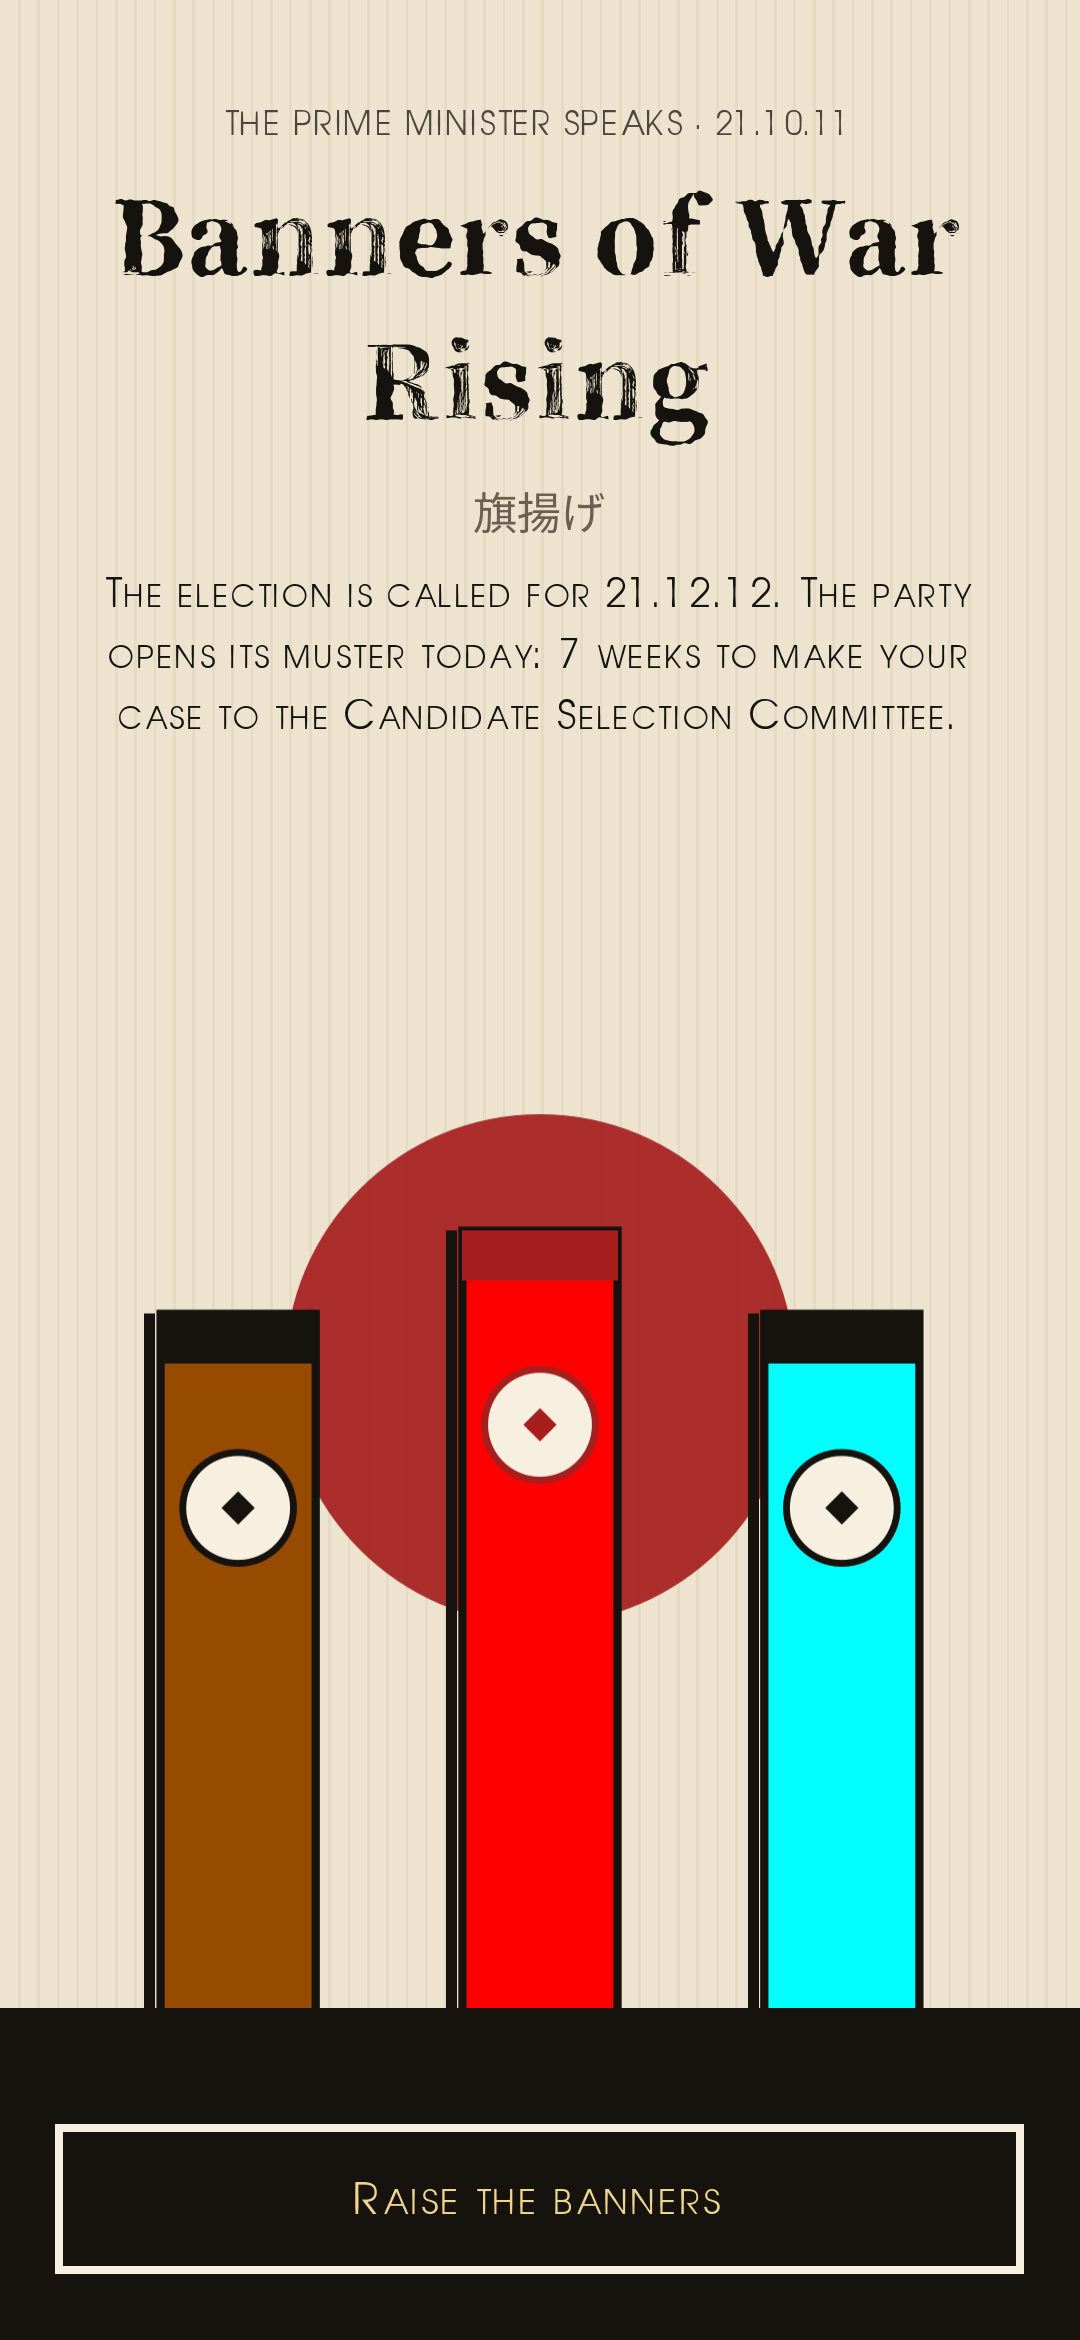 THE PRIME MINISTER SPEAKS · 21.10.11
Banners of War
Rising
旗揚げ
The election is called for 21.12.12. The party
opens its muster today: 7 weeks to make your
case to the Candidate Selection Committee.
Raise the banners